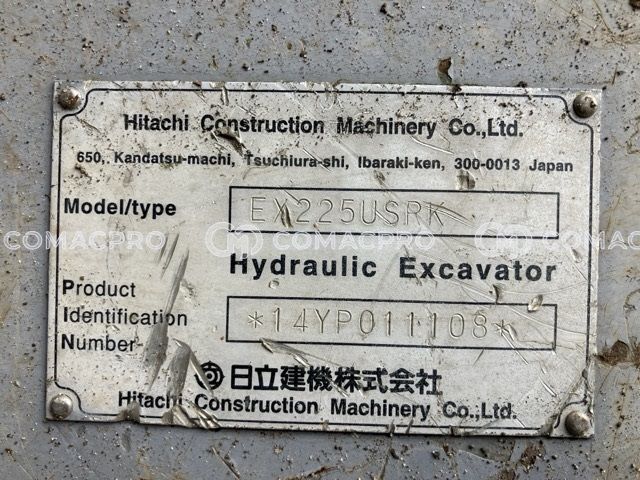 Hitachi Construction Machinery Co.,Ltd.
650, Kandatsu-machi, Tsuchiura-shi, Ibaraki-ken, 300-0013 Japan
Model/type EX225USRK
COMACPRO COMACPRO COMACPRO
Hydraulic Excavator
Product
Identification *14YP011108*
Number
日立建機株式会社
Hitachi Construction Machinery Co.,Ltd.